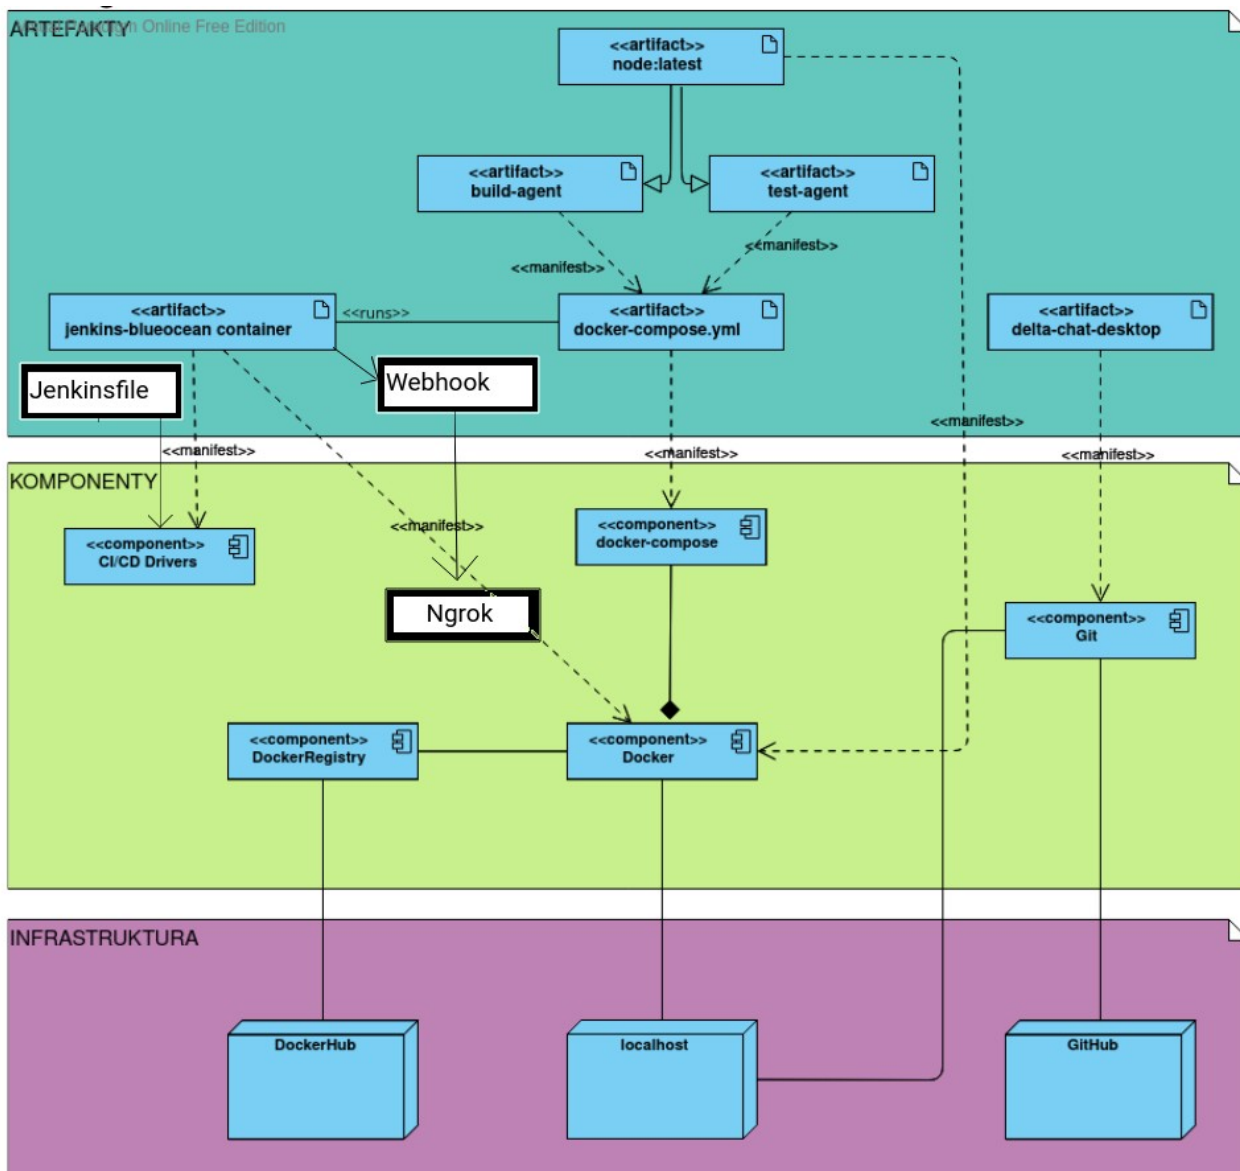 ARTEFAKTY
Visual Paradigm Online Free Edition
<<artifact>>
node:latest
<<artifact>>
build-agent
<<artifact>>
test-agent
<<manifest>>
<<manifest>>
<<artifact>>
jenkins-blueocean container
<<runs>>
<<artifact>>
docker-compose.yml
<<artifact>>
delta-chat-desktop
Jenkinsfile
Webhook
<<manifest>>
<<manifest>>
<<manifest>>
<<manifest>>
KOMPONENTY
<<manifest>>
<<component>>
CI/CD Drivers
<<component>>
docker-compose
Ngrok
<<component>>
Git
<<component>>
DockerRegistry
<<component>>
Docker
INFRASTRUKTURA
DockerHub
localhost
GitHub